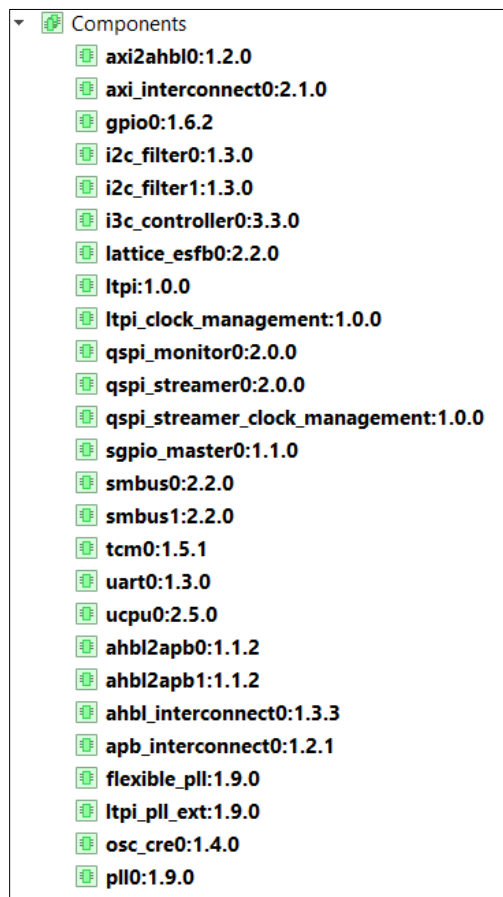 Components
axi2ahbl0:1.2.0
axi_interconnect0:2.1.0
gpio0:1.6.2
i2c_filter0:1.3.0
i2c_filter1:1.3.0
i3c_controller0:3.3.0
lattice_esfb0:2.2.0
ltpi:1.0.0
ltpi_clock_management:1.0.0
qspi_monitor0:2.0.0
qspi_streamer0:2.0.0
qspi_streamer_clock_management:1.0.0
sgpio_master0:1.1.0
smbus0:2.2.0
smbus1:2.2.0
tcm0:1.5.1
uart0:1.3.0
ucpu0:2.5.0
ahbl2apb0:1.1.2
ahbl2apb1:1.1.2
ahbl_interconnect0:1.3.3
apb_interconnect0:1.2.1
flexible_pll:1.9.0
ltpi_pll_ext:1.9.0
osc_cre0:1.4.0
pll0:1.9.0